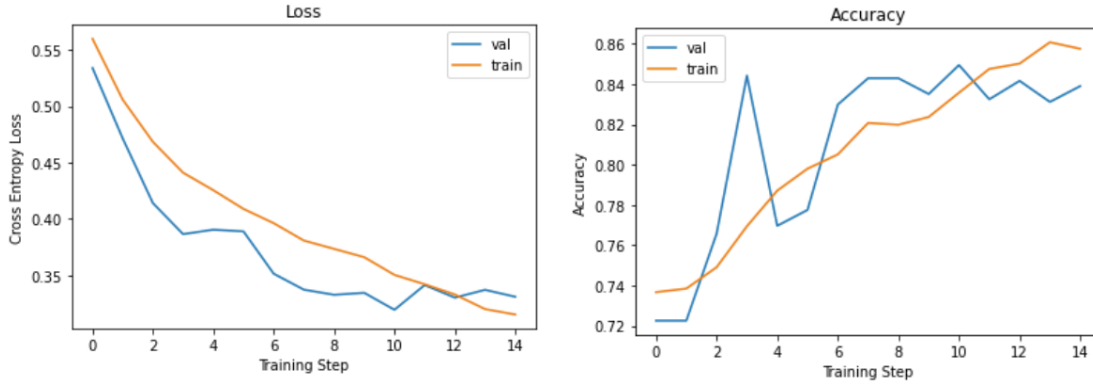 Loss
0.55
0.50
0.45
0.40
0.35
Cross Entropy Loss
val
train
0 2 4 6 8 10 12 14
Training Step
Accuracy
0.86
0.84
0.82
0.80
0.78
0.76
0.74
0.72
Accuracy
val
train
0 2 4 6 8 10 12 14
Training Step